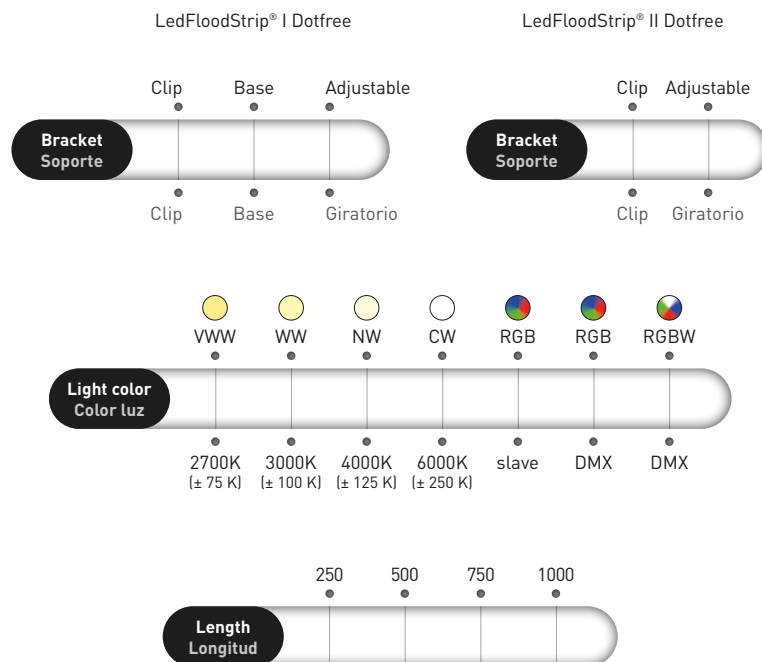 LedFloodStrip® I Dotfree
LedFloodStrip® II Dotfree
Clip Base Adjustable
Bracket
Soporte
Clip Base Giratorio
Clip Adjustable
Bracket
Soporte
Clip Giratorio
VWW WW NW CW RGB RGB RGBW
Light color
Color luz
2700K 3000K 4000K 6000K slave DMX DMX
(± 75 K) (± 100 K) (± 125 K) (± 250 K)
250 500 750 1000
Length
Longitud